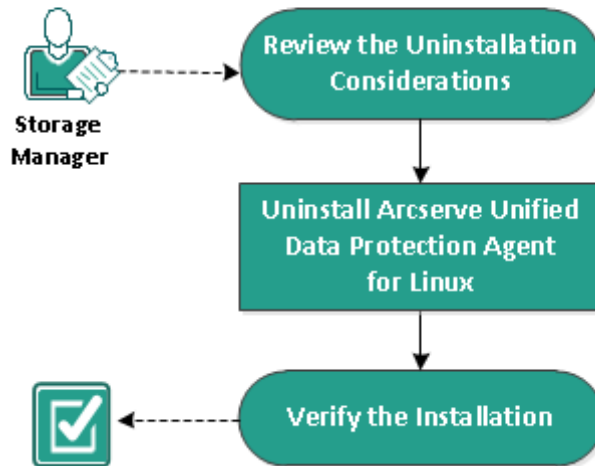 Storage
Manager
Review the Uninstallation
Considerations
Uninstall Arcserve Unified
Data Protection Agent
for Linux
Verify the Installation